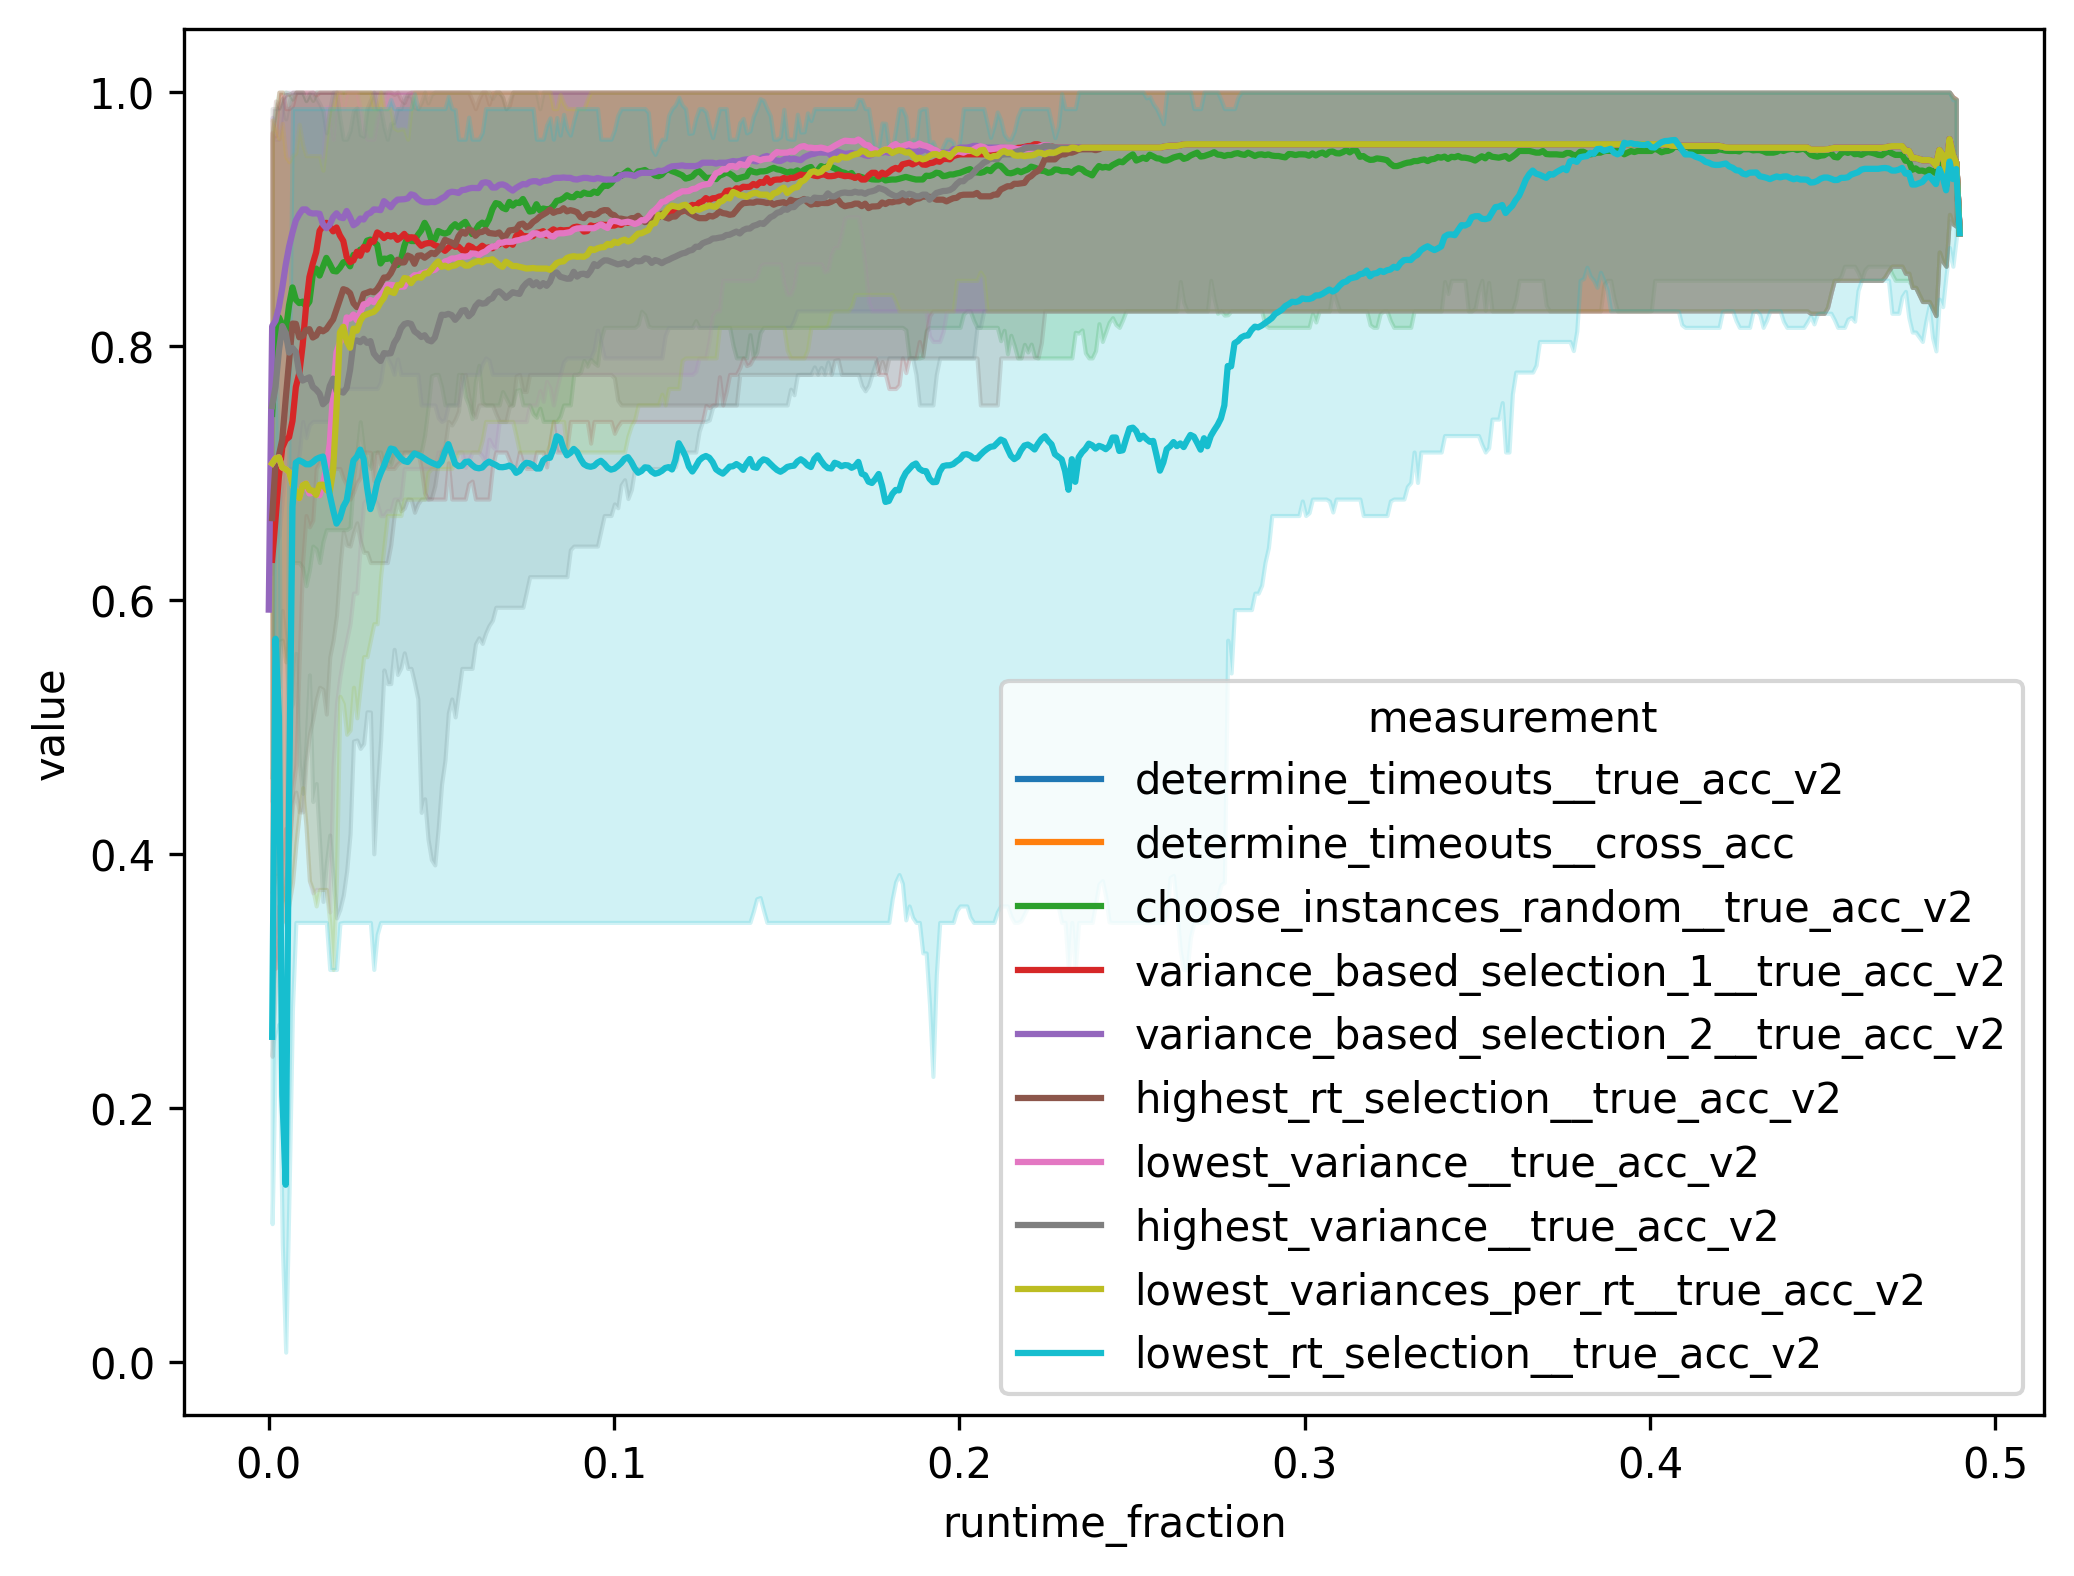 1.0
0.8
0.6
0.4
0.2
0.0
value
0.0 0.1 0.2 0.3 0.4 0.5
runtime_fraction
measurement
determine_timeouts__true_acc_v2
determine_timeouts__cross_acc
choose_instances_random__true_acc_v2
variance_based_selection_1__true_acc_v2
variance_based_selection_2__true_acc_v2
highest_rt_selection__true_acc_v2
lowest_variance__true_acc_v2
highest_variance__true_acc_v2
lowest_variances_per_rt__true_acc_v2
lowest_rt_selection__true_acc_v2